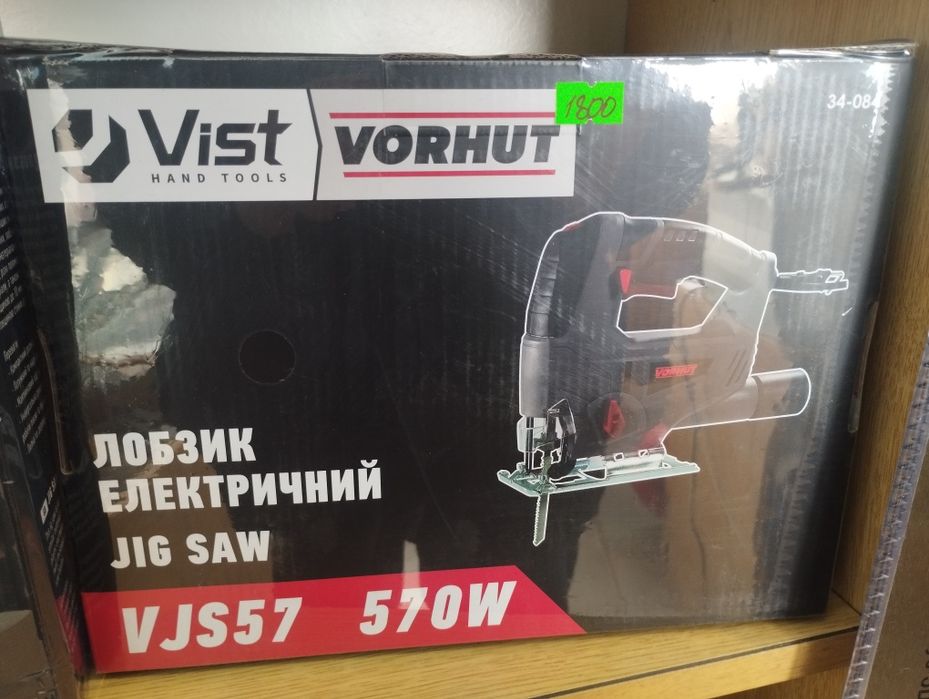 Vist
HAND TOOLS
VORHUT
1800
34-084
VORHUT
ЛОБЗИК
ЕЛЕКТРИЧНИЙ
JIG SAW
VJS57 570W